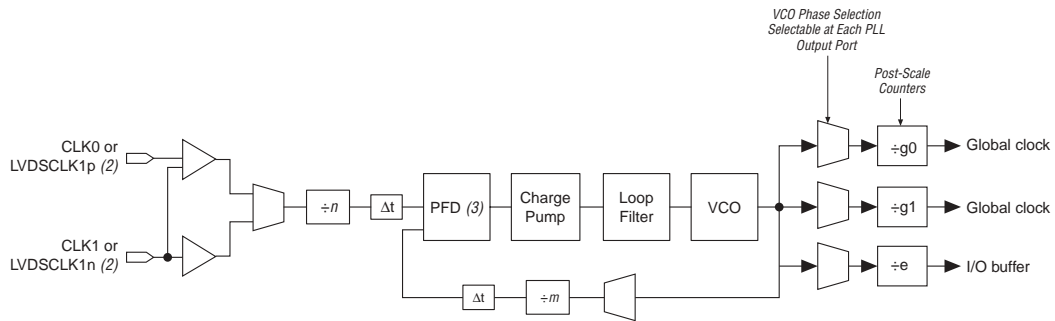 VCO Phase Selection
Selectable at Each PLL
Output Port
Post-Scale
Counters
CLK0 or
LVDSCLK1p (2)
÷g0
Global clock
÷n
Δt
PFD (3)
Charge
Pump
Loop
Filter
VCO
÷g1
Global clock
CLK1 or
LVDSCLK1n (2)
÷e
I/O buffer
Δt
÷m